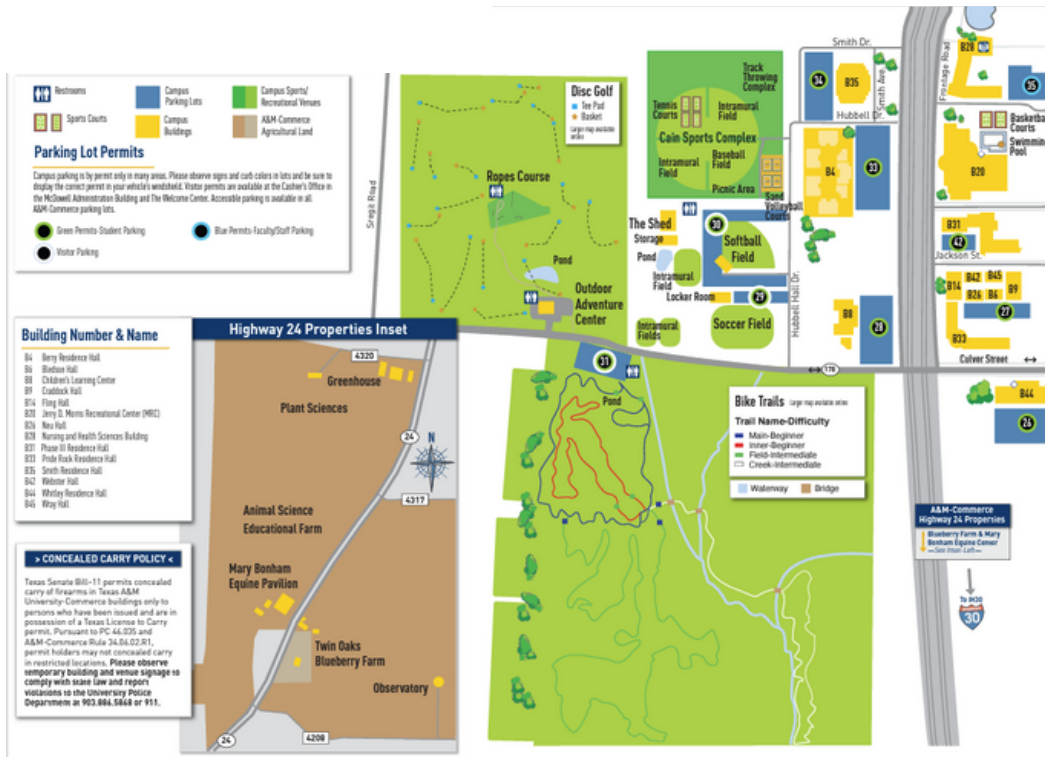 Restrooms
Sports Courts
Campus
Parking Lots
Campus
Buildings
Campus Sports/
Recreational Venues
A&M-Commerce
Agricultural Land
Parking Lot Permits
Campus parking is by permit only in many areas. Please observe signs and curb colors in lots and be sure to
display the correct permit in your vehicle's windshield. Visitor permits are available at the Cashier's Office in
the McDowell Administration Building and The Welcome Center. Accessible parking is available in all
A&M-Commerce parking lots.
Green Permits-Student Parking
Blue Permits-Faculty/Staff Parking
Visitor Parking
Building Number & Name
B4 Berry Residence Hall
B6 Bledsoe Hall
B8 Children's Learning Center
B9 Craddock Hall
B14 Fling Hall
B20 Jerry D. Morris Recreational Center (MRC)
B26 Neu Hall
B28 Nursing and Health Sciences Building
B31 Phase III Residence Hall
B33 Pride Rock Residence Hall
B35 Smith Residence Hall
B42 Webster Hall
B44 Whitley Residence Hall
B45 Wray Hall
> CONCEALED CARRY POLICY <
Texas Senate Bill-11 permits concealed
carry of firearms in Texas A&M
University-Commerce buildings only to
persons who have been issued and are in
possession of a Texas License to Carry
permit. Pursuant to PC 46.035 and
A&M-Commerce Rule 34.06.02.R1,
permit holders may not concealed carry
in restricted locations. Please observe
temporary building and venue signage to
comply with state law and report
violations to the University Police
Department at 903.886.5868 or 911.
Highway 24 Properties Inset
4320
Greenhouse
Plant Sciences
24
N
4317
Animal Science
Educational Farm
Mary Bonham
Equine Pavilion
Twin Oaks
Blueberry Farm
Observatory
24
4208
Sregit Road
Disc Golf
Tee Pad
Basket
Larger map available
online
Ropes Course
Pond
Outdoor
Adventure
Center
Track
Throwing
Complex
Tennis
Courts
Intramural
Field
Cain Sports Complex
Intramural
Field
Baseball
Field
Picnic Area
Sand
Volleyball
Courts
The Shed
Storage
30
Softball
Field
Pond
Intramural
Field
Locker Room
29
Intramural
Fields
Soccer Field
Hubbell Hall Dr.
Smith Dr.
34
B35
Smith Ave
Hubbell Dr.
B4
33
B8
28
178
Frontage Road
B28
35
Basketball
Courts
Swimming
Pool
B20
B31
42
Jackson St.
B14
B42
B45
B26
B6
B9
27
B33
Culver Street
B44
26
31
Pond
Bike Trails Larger map available online
Trail Name-Difficulty
Main-Beginner
Inner-Beginner
Field-Intermediate
Creek-Intermediate
Waterway
Bridge
A&M-Commerce
Highway 24 Properties
Blueberry Farm & Mary
Bonham Equine Center
—See Inset Left—
To IH30
30